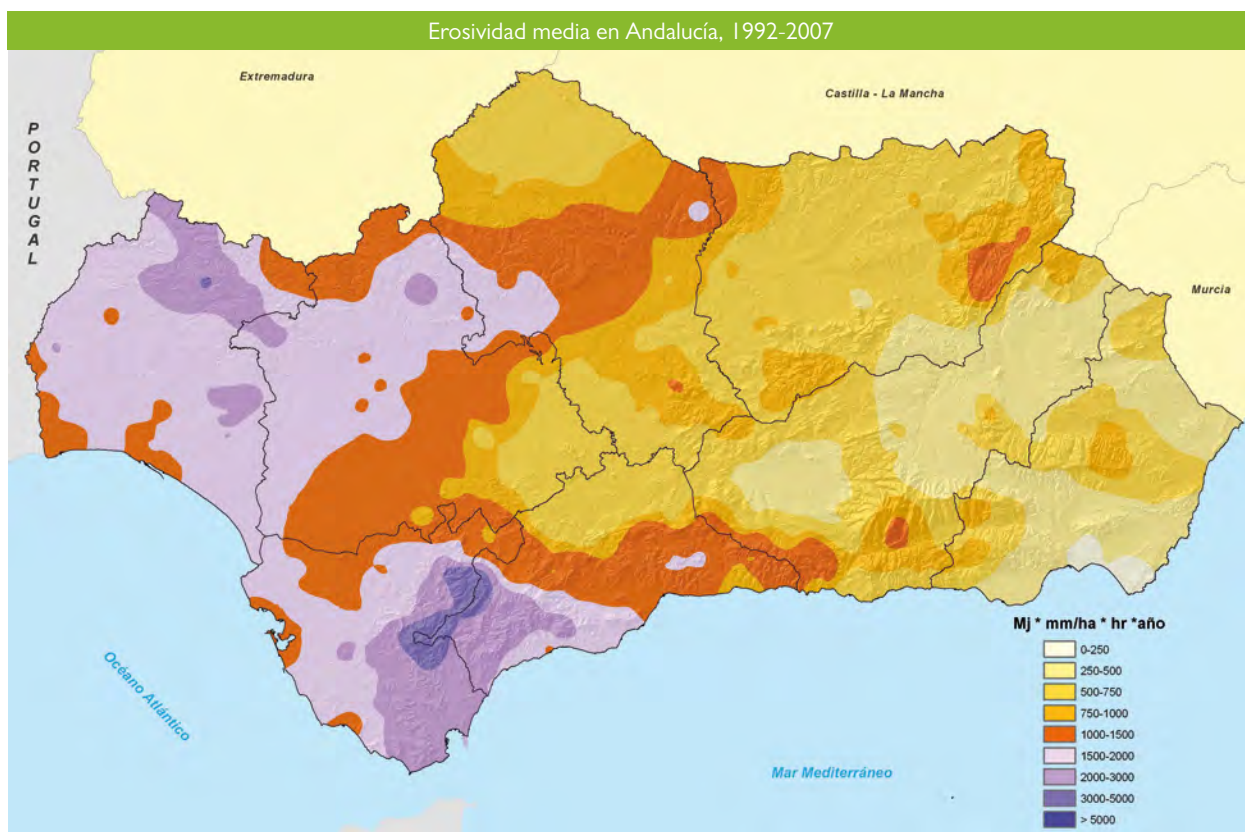 Erosividad media en Andalucía, 1992-2007
Extremadura
Castilla - La Mancha
PORTUGAL
Murcia
Océano Atlántico
Mar Mediterráneo
Mj * mm/ha * hr *año
0-250
250-500
500-750
750-1000
1000-1500
1500-2000
2000-3000
3000-5000
> 5000